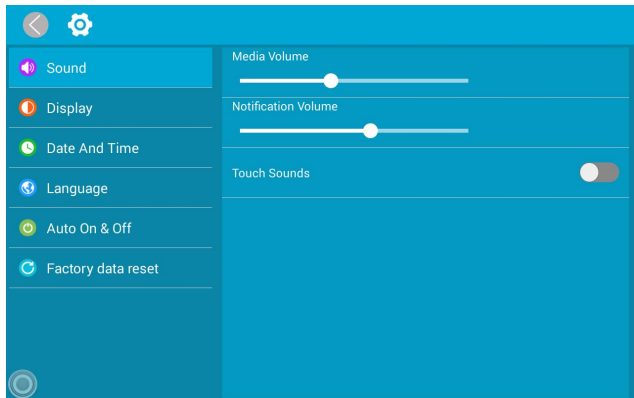 Sound
Display
Date And Time
Language
Auto On & Off
Factory data reset
Media Volume
Notification Volume
Touch Sounds